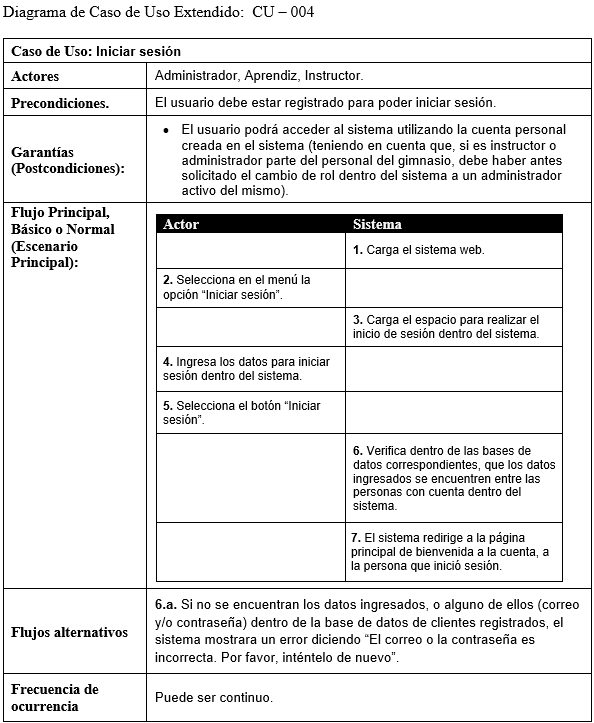 Diagrama de Caso de Uso Extendido:  CU – 004
Caso de Uso: Iniciar sesión
Actores
Administrador, Aprendiz, Instructor.
Precondiciones.
El usuario debe estar registrado para poder iniciar sesión.
Garantías
(Postcondiciones):
• El usuario podrá acceder al sistema utilizando la cuenta personal
creada en el sistema (teniendo en cuenta que, si es instructor o
administrador parte del personal del gimnasio, debe haber antes
solicitado el cambio de rol dentro del sistema a un administrador
activo del mismo).
Flujo Principal,
Básico o Normal
(Escenario
Principal):
Actor
Sistema
1. Carga el sistema web.
2. Selecciona en el menú la
opción “Iniciar sesión”.
3. Carga el espacio para realizar el
inicio de sesión dentro del sistema.
4. Ingresa los datos para iniciar
sesión dentro del sistema.
5. Selecciona el botón “Iniciar
sesión”.
6. Verifica dentro de las bases de
datos correspondientes, que los datos
ingresados se encuentren entre las
personas con cuenta dentro del
sistema.
7. El sistema redirige a la página
principal de bienvenida a la cuenta, a
la persona que inició sesión.
Flujos alternativos
6.a. Si no se encuentran los datos ingresados, o alguno de ellos (correo
y/o contraseña) dentro de la base de datos de clientes registrados, el
sistema mostrara un error diciendo “El correo o la contraseña es
incorrecta. Por favor, inténtelo de nuevo”.
Frecuencia de
ocurrencia
Puede ser continuo.